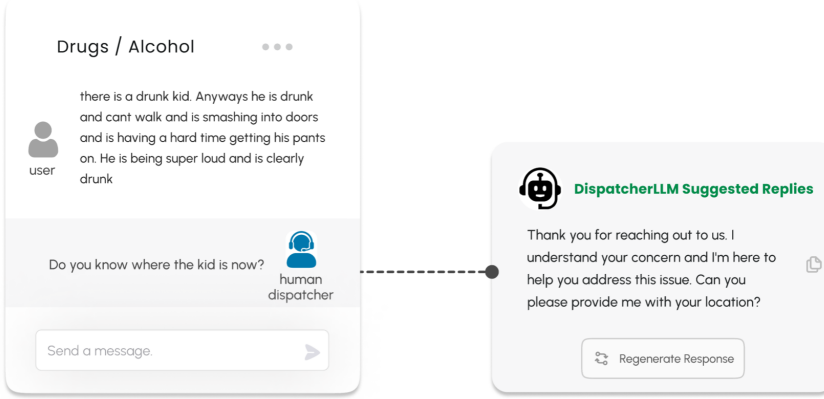 Drugs / Alcohol
there is a drunk kid. Anyways he is drunk
and cant walk and is smashing into doors
and is having a hard time getting his pants
on. He is being super loud and is clearly
drunk
user
Do you know where the kid is now?
human
dispatcher
Send a message.
DispatcherLLM Suggested Replies
Thank you for reaching out to us. I
understand your concern and I'm here to
help you address this issue. Can you
please provide me with your location?
Regenerate Response